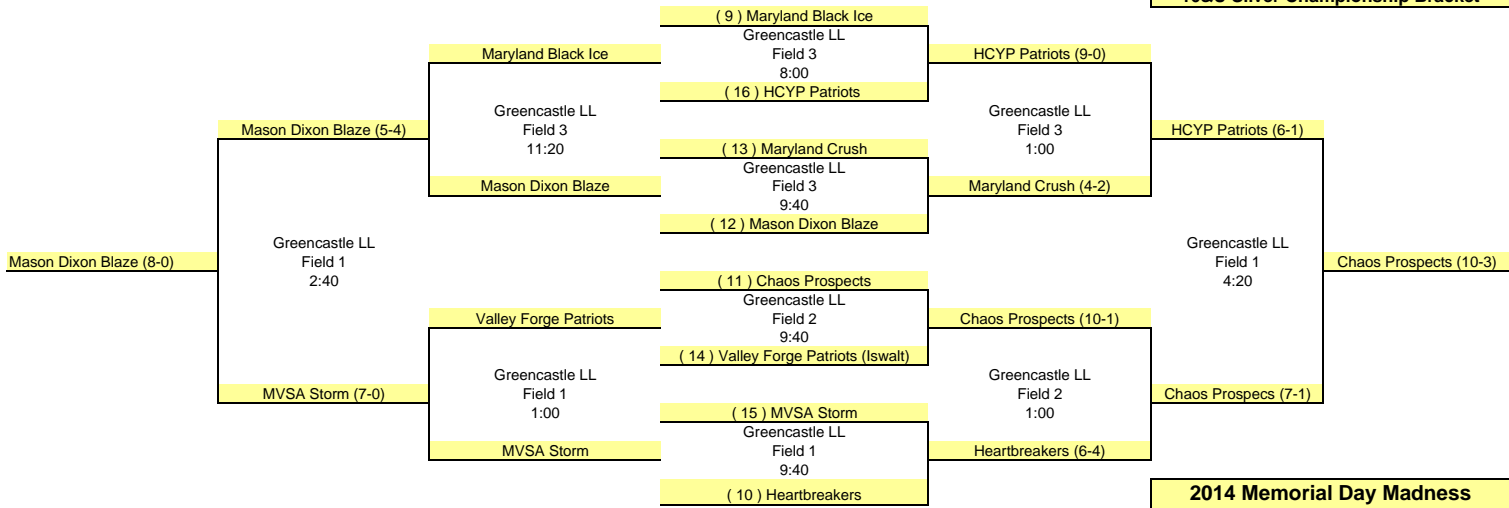 ( 9 ) Maryland Black Ice
Greencastle LL
Field 3
8:00
( 16 ) HCYP Patriots
Maryland Black Ice
HCYP Patriots (9-0)
Greencastle LL
Field 3
11:20
Greencastle LL
Field 3
1:00
Mason Dixon Blaze (5-4)
HCYP Patriots (6-1)
( 13 ) Maryland Crush
Greencastle LL
Field 3
9:40
( 12 ) Mason Dixon Blaze
Mason Dixon Blaze
Maryland Crush (4-2)
Greencastle LL
Field 1
2:40
Greencastle LL
Field 1
4:20
Mason Dixon Blaze (8-0)
Chaos Prospects (10-3)
( 11 ) Chaos Prospects
Greencastle LL
Field 2
9:40
( 14 ) Valley Forge Patriots (Iswalt)
Valley Forge Patriots
Chaos Prospects (10-1)
Greencastle LL
Field 1
1:00
Greencastle LL
Field 2
1:00
MVSA Storm (7-0)
Chaos Prospecs (7-1)
( 15 ) MVSA Storm
Greencastle LL
Field 1
9:40
( 10 ) Heartbreakers
MVSA Storm
Heartbreakers (6-4)
2014 Memorial Day Madness